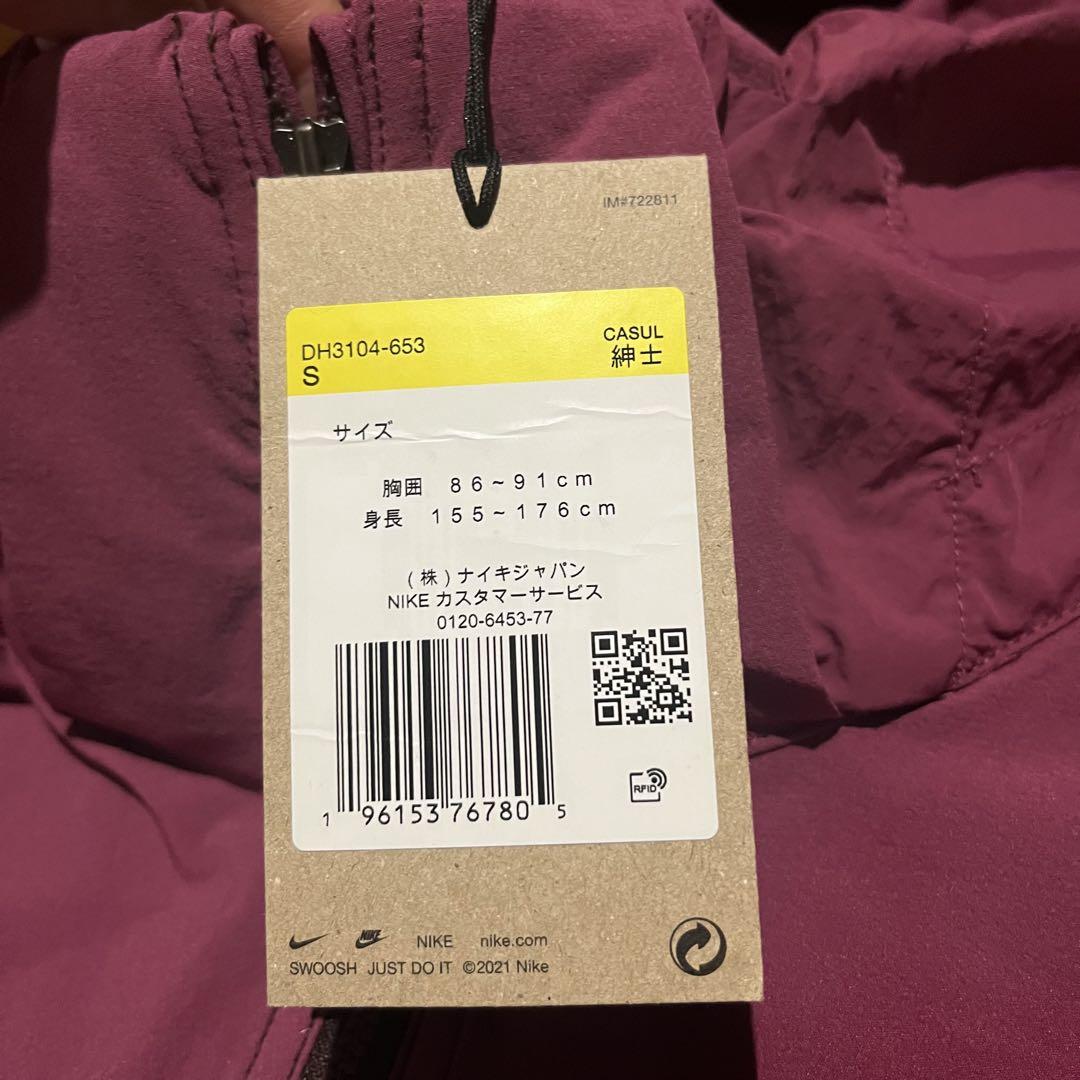 IM#722811
DH3104-653
S
CASUL
紳士
サイズ
胸囲 86~91cm
身長 155~176cm
(株)ナイキジャパン
NIKE カスタマーサービス
0120-6453-77
1 96153 76780 5
RFID
NIKE NIKE nike.com
SWOOSH JUST DO IT ©2021 Nike